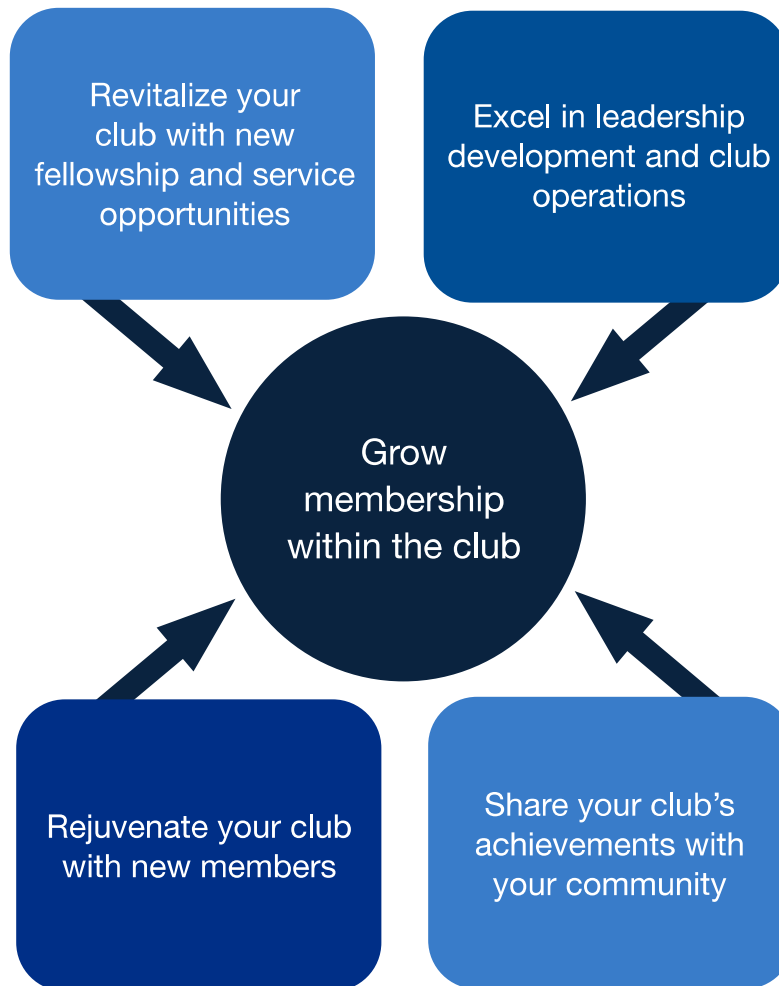 Revitalize your
club with new
fellowship and service
opportunities
Excel in leadership
development and club
operations
Grow
membership
within the club
Rejuvenate your club
with new members
Share your club’s
achievements with
your community